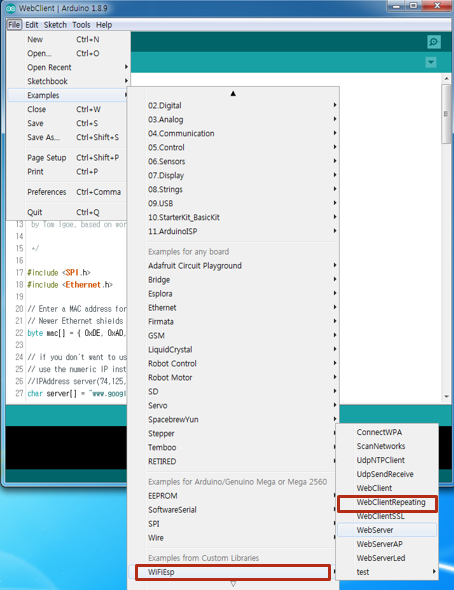 WebClient | Arduino 1.8.9
File Edit Sketch Tools Help
New Ctrl+N
Open... Ctrl+O
Open Recent
Sketchbook
Examples
Close Ctrl+W
Save Ctrl+S
Save As... Ctrl+Shift+S
Page Setup Ctrl+Shift+P
Print Ctrl+P
Preferences Ctrl+Comma
Quit Ctrl+Q
02.Digital
03.Analog
04.Communication
05.Control
06.Sensors
07.Display
08.Strings
09.USB
10.StarterKit_BasicKit
11.ArduinoISP
Examples for any board
Adafruit Circuit Playground
Bridge
Esplora
Ethernet
Firmata
GSM
LiquidCrystal
Robot Control
Robot Motor
SD
Servo
SpacebrewYun
Stepper
Temboo
RETIRED
Examples for Arduino/Genuino Mega or Mega 2560
EEPROM
SoftwareSerial
SPI
Wire
Examples from Custom Libraries
WiFiEsp
ConnectWPA
ScanNetworks
UdpNTPClient
UdpSendReceive
WebClient
WebClientRepeating
WebClientSSL
WebServer
WebServerAP
WebServerLed
test
13 by Tom Igoe, based on wor
14
15 */
16
17 #include <SPI.h>
18 #include <Ethernet.h>
19
20 // Enter a MAC address for
21 // Newer Ethernet shields
22 byte mac[] = { 0xDE, 0xAD,
23
24 // if you don't want to us
25 // use the numeric IP inst
26 //IPAddress server(74,125,
27 char server[] = "www.googl